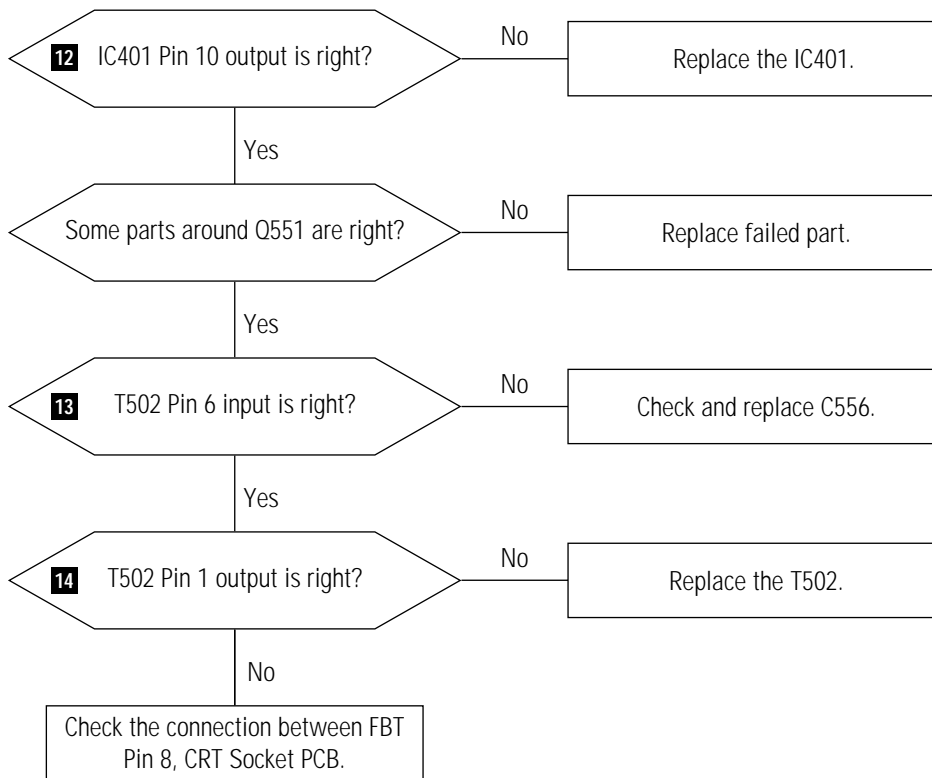 12 IC401 Pin 10 output is right?
No
Replace the IC401.
Yes
Some parts around Q551 are right?
No
Replace failed part.
Yes
13 T502 Pin 6 input is right?
No
Check and replace C556.
Yes
14 T502 Pin 1 output is right?
No
Replace the T502.
No
Check the connection between FBT
Pin 8, CRT Socket PCB.